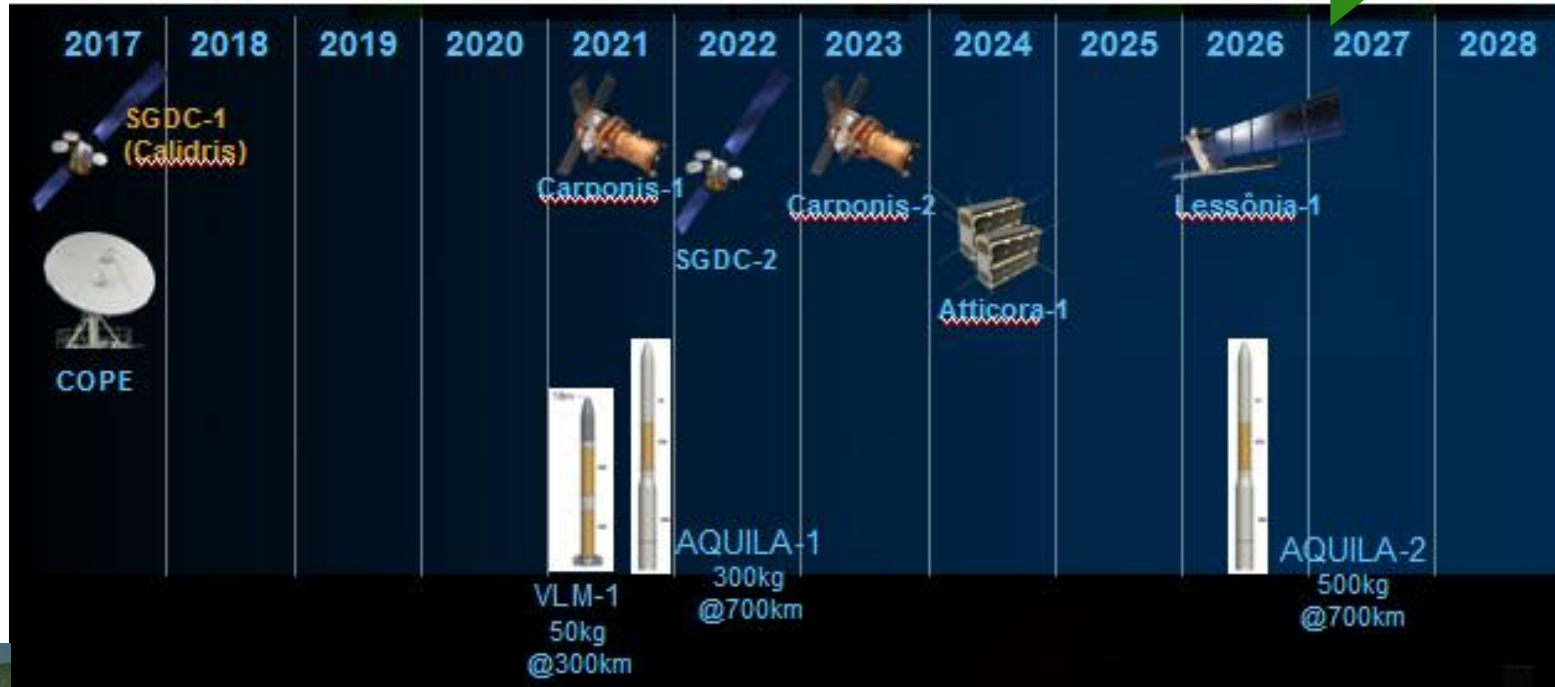 2017 2018 2019 2020 2021 2022 2023 2024 2025 2026 2027 2028
SGDC-1
(Calidris)
Carponis-1
Carponis-2
Lessônia-1
SGDC-2
Atticora-1
COPE
AQUILA-1
300kg
@700km
AQUILA-2
500kg
@700km
VLM-1
50kg
@300km